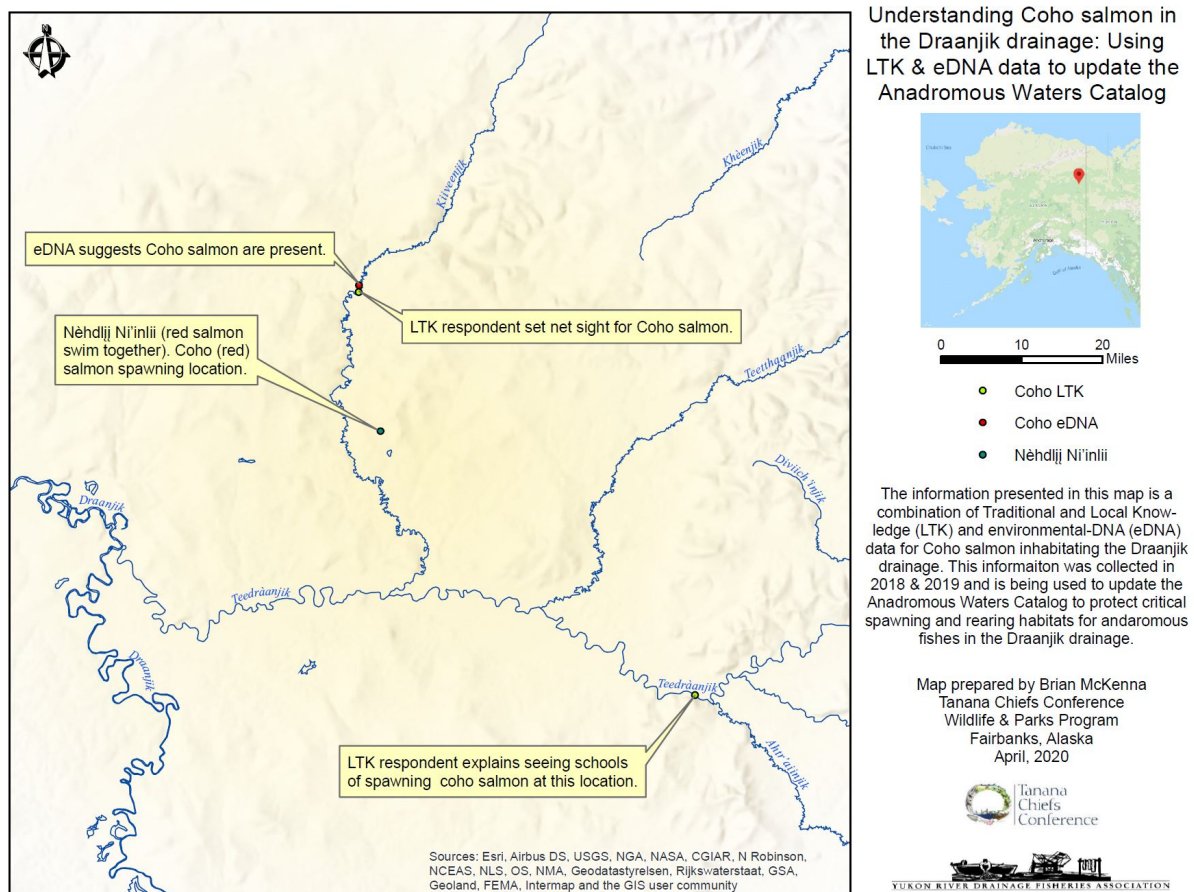 Understanding Coho salmon in
the Draanjik drainage: Using
LTK & eDNA data to update the
Anadromous Waters Catalog
Kiiveenjik
Khèenjik
eDNA suggests Coho salmon are present.
LTK respondent set net sight for Coho salmon.
Nèhdlįį Ni'inlii (red salmon
swim together). Coho (red)
salmon spawning location.
Teetthaanjik
Diviich'injik
Draanjik
Teedràanjik
Draanjik
Teedràanjik
Ahtr'aiinjik
LTK respondent explains seeing schools
of spawning coho salmon at this location.
Sources: Esri, Airbus DS, USGS, NGA, NASA, CGIAR, N Robinson,
NCEAS, NLS, OS, NMA, Geodatastyrelsen, Rijkswaterstaat, GSA,
Geoland, FEMA, Intermap and the GIS user community
Gulf of Alaska
0 10 20
Miles
Coho LTK
Coho eDNA
Nèhdlįį Ni'inlii
The information presented in this map is a
combination of Traditional and Local Know-
ledge (LTK) and environmental-DNA (eDNA)
data for Coho salmon inhabitating the Draanjik
drainage. This informaiton was collected in
2018 & 2019 and is being used to update the
Anadromous Waters Catalog to protect critical
spawning and rearing habitats for andaromous
fishes in the Draanjik drainage.
Map prepared by Brian McKenna
Tanana Chiefs Conference
Wildlife & Parks Program
Fairbanks, Alaska
April, 2020
Tanana
Chiefs
Conference
YUKON RIVER DRAINAGE FISHERIES ASSOCIATION